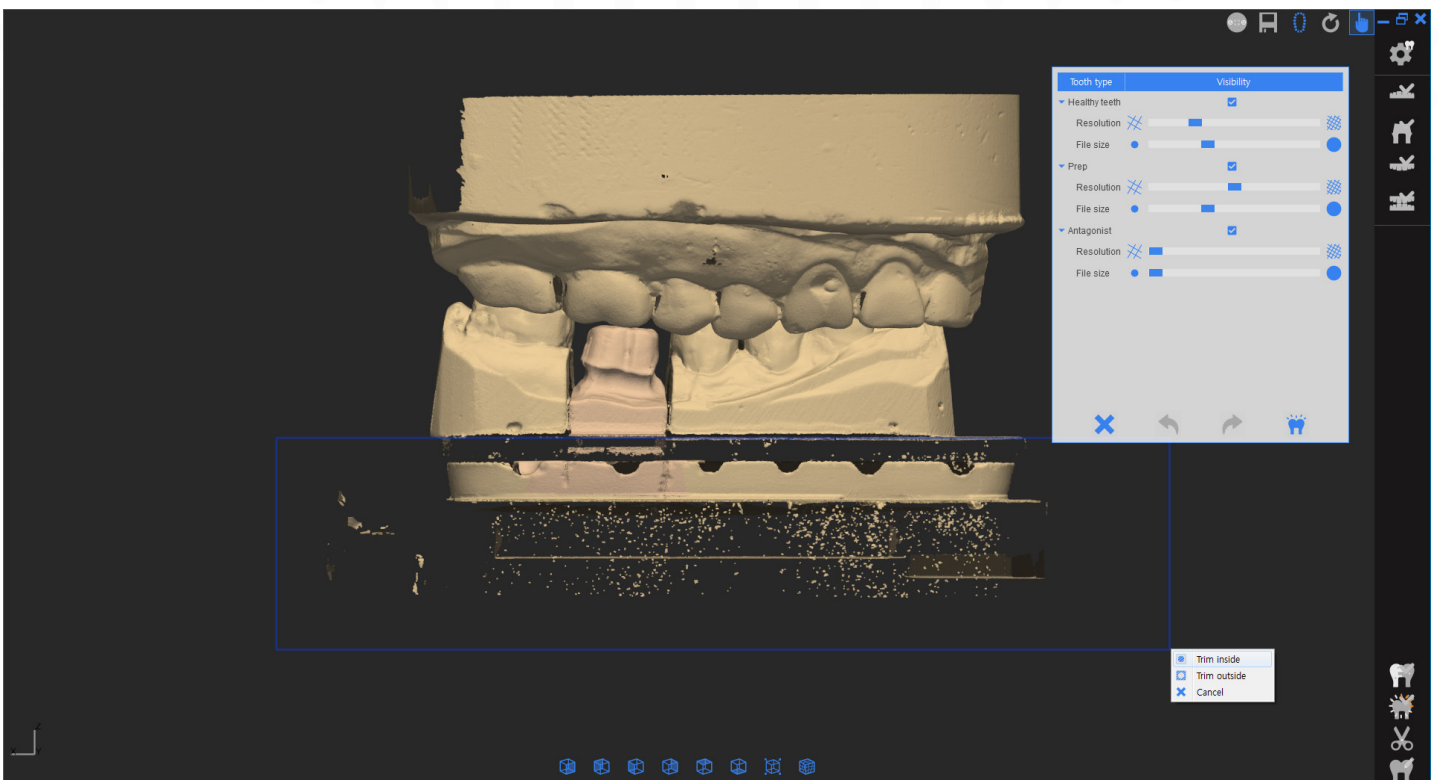 Tooth type Visibility
Healthy teeth
Resolution
File size
Prep
Resolution
File size
Antagonist
Resolution
File size
Trim inside
Trim outside
Cancel